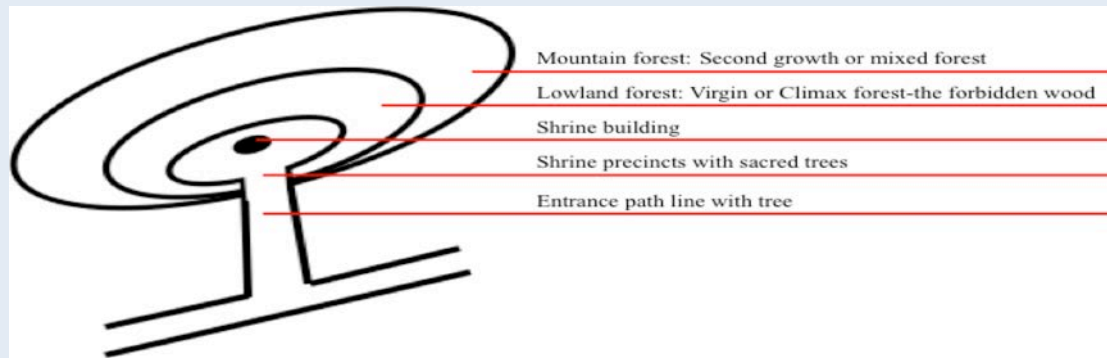 Mountain forest: Second growth or mixed forest
Lowland forest: Virgin or Climax forest-the forbidden wood
Shrine building
Shrine precincts with sacred trees
Entrance path line with tree